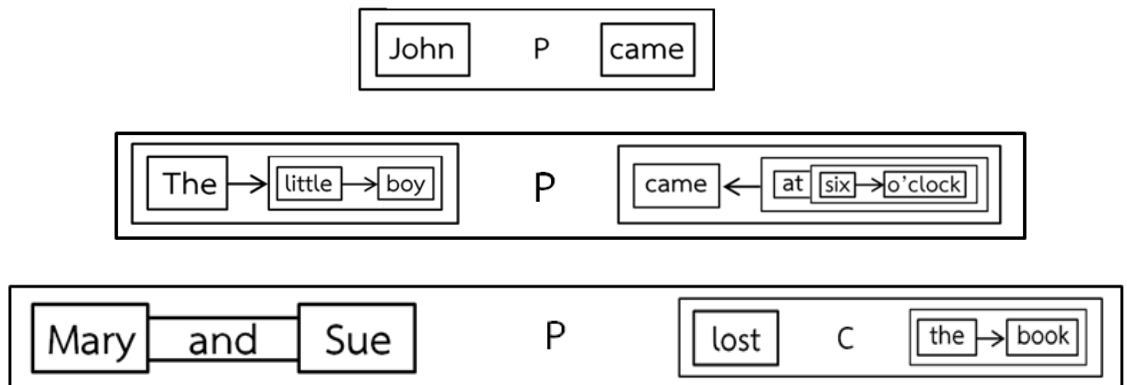 John P came
The little boy P came at six o'clock
Mary and Sue P lost C the book